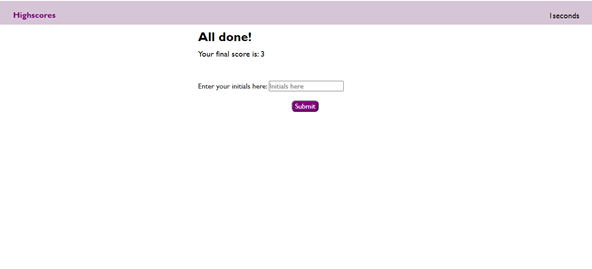 Highscores
1seconds
All done!
Your final score is: 3
Enter your initials here: Initials here
Submit